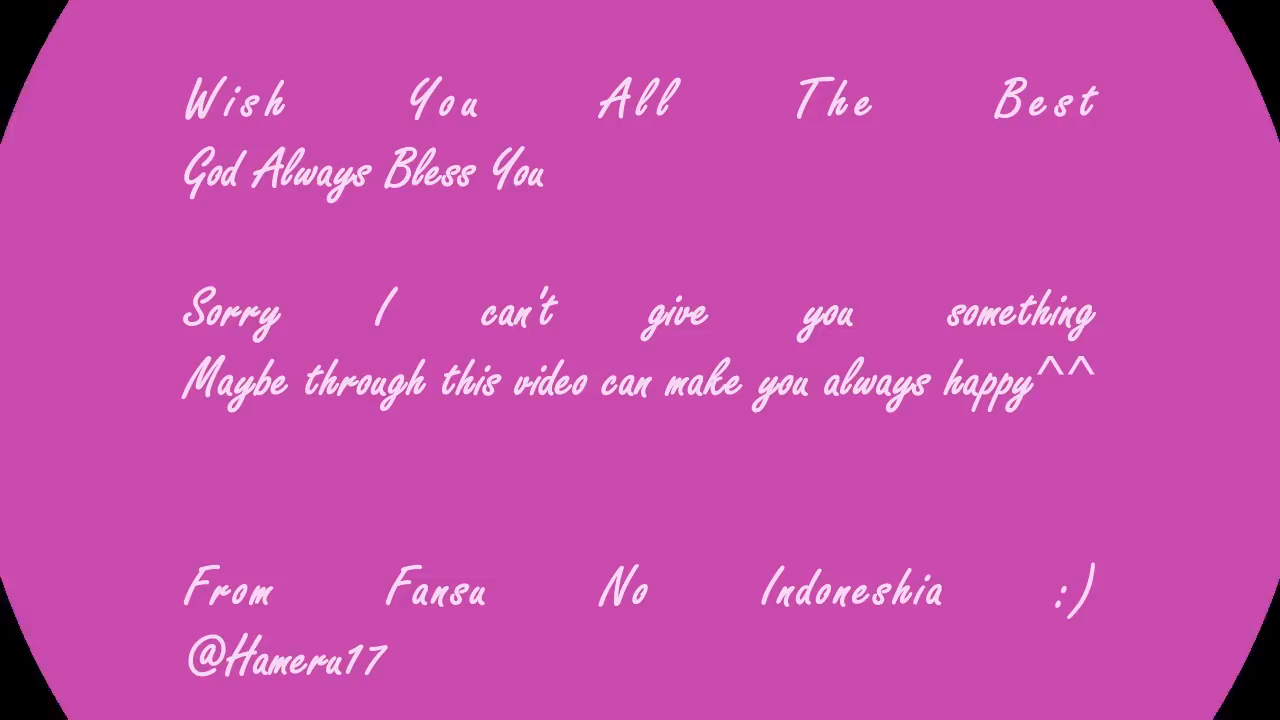 Wish You All The Best
God Always Bless You
Sorry I can't give you something
Maybe through this video can make you always happy^^
From Fansu No Indoneshia :)
@Hameru17